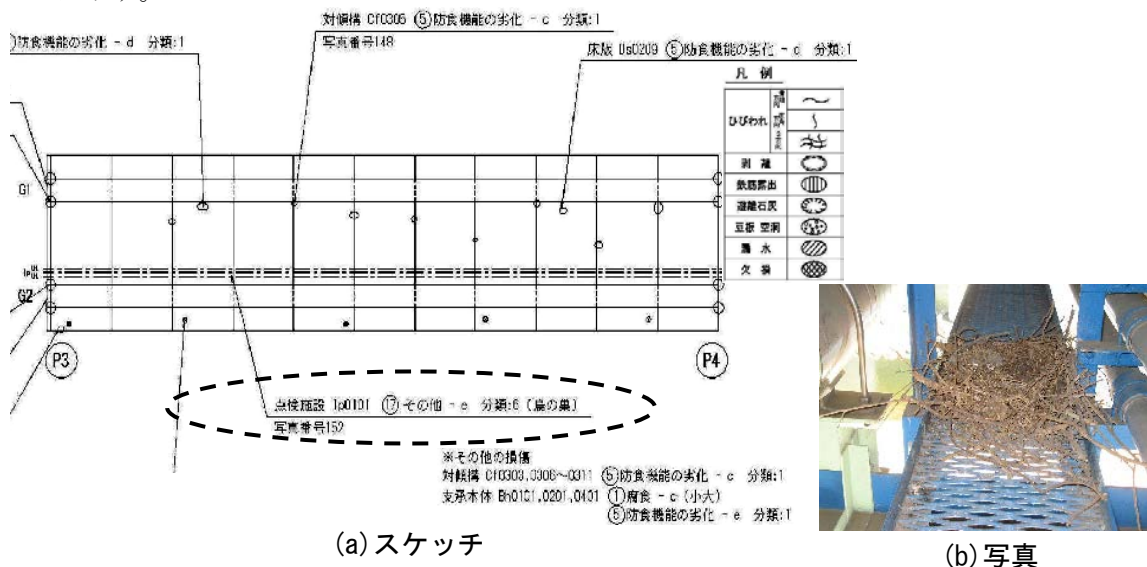 対傾構 Cf0305 ⑤防食機能の劣化 - c 分類:1
写真番号148
防食機能の劣化 - d 分類:1
床版 Ds0209 ⑤防食機能の劣化 - d 分類:1
凡 例
ひびわれ
剥 離
鉄筋露出
遊離石灰
豆板 空洞
漏 水
欠 損
G1
G2
P3
P4
点検施設 Ip0101 ⑰その他 - e 分類:6 (鳥の巣)
写真番号152
※その他の損傷
対傾構 Cf0303,0306~0311 ⑤防食機能の劣化 - c 分類:1
支承本体 Bh0101,0201,0401 ①腐食 - c (小大)
⑤防食機能の劣化 - e 分類:1
(a)スケッチ
(b)写真